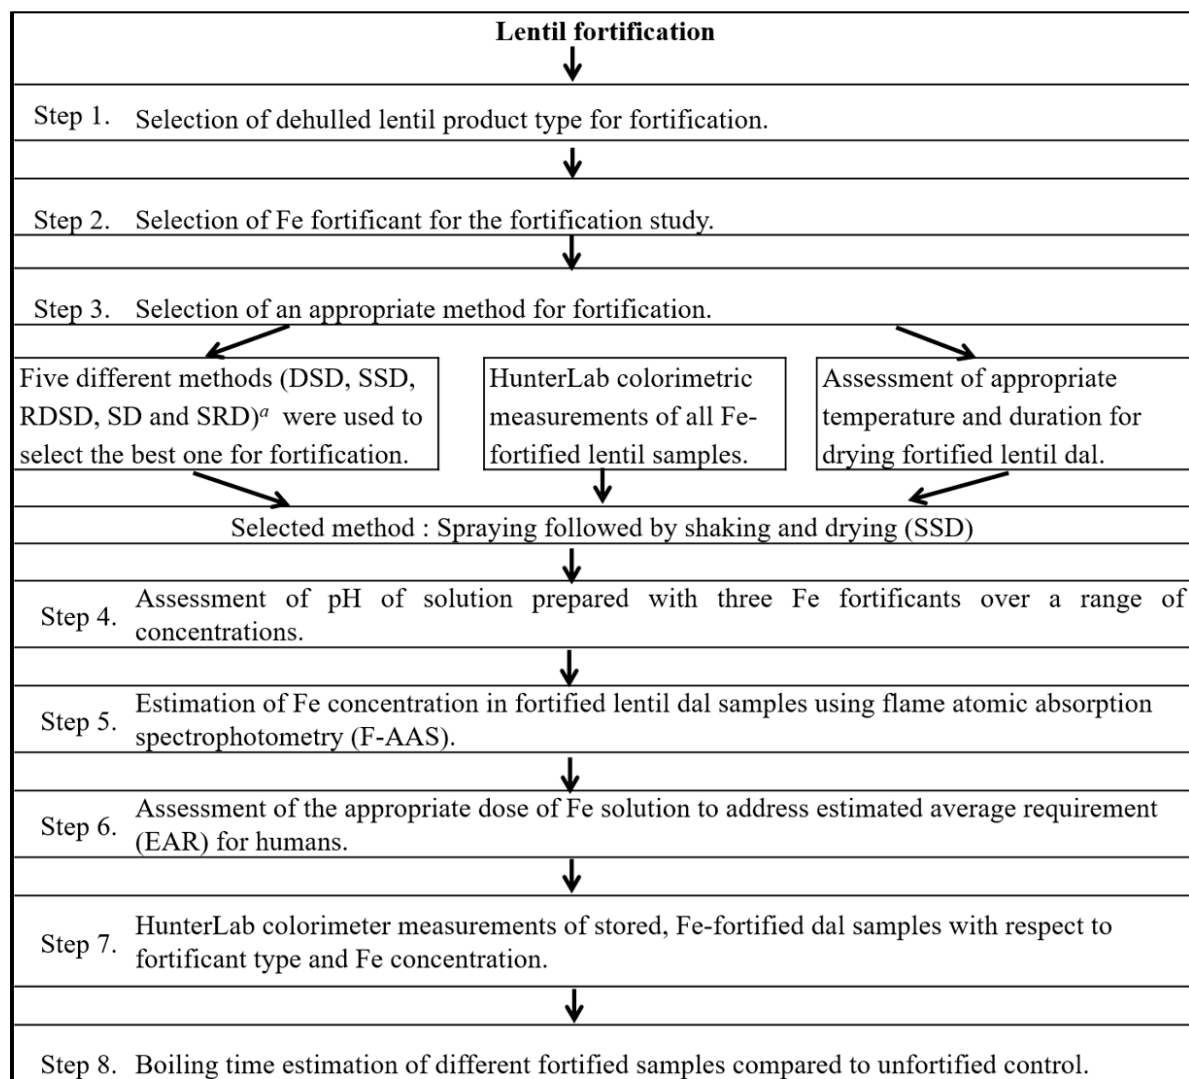 Lentil fortification
Step 1. Selection of dehulled lentil product type for fortification.
Step 2. Selection of Fe fortificant for the fortification study.
Step 3. Selection of an appropriate method for fortification.
Five different methods (DSD, SSD,
RDSD, SD and SRD)a were used to
select the best one for fortification.
HunterLab colorimetric
measurements of all Fe-
fortified lentil samples.
Assessment of appropriate
temperature and duration for
drying fortified lentil dal.
Selected method : Spraying followed by shaking and drying (SSD)
Step 4. Assessment of pH of solution prepared with three Fe fortificants over a range of
concentrations.
Step 5. Estimation of Fe concentration in fortified lentil dal samples using flame atomic absorption
spectrophotometry (F-AAS).
Step 6. Assessment of the appropriate dose of Fe solution to address estimated average requirement
(EAR) for humans.
Step 7. HunterLab colorimeter measurements of stored, Fe-fortified dal samples with respect to
fortificant type and Fe concentration.
Step 8. Boiling time estimation of different fortified samples compared to unfortified control.